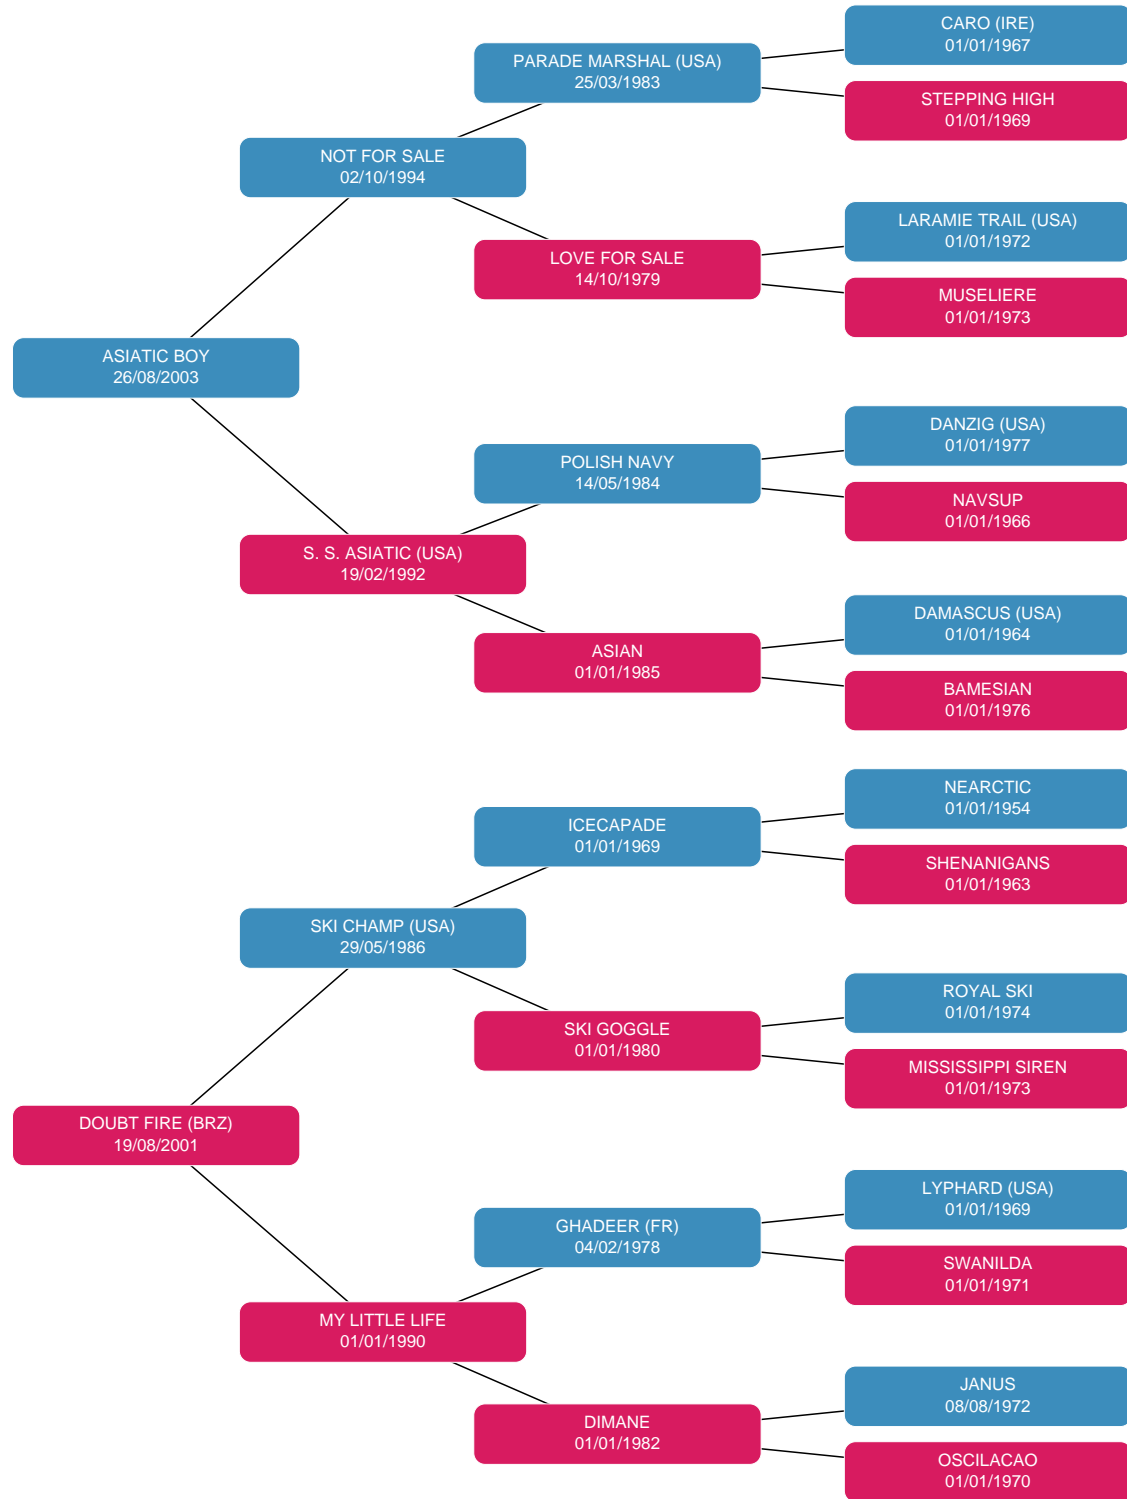 CARO (IRE)
01/01/1967
PARADE MARSHAL (USA)
25/03/1983
STEPPING HIGH
01/01/1969
NOT FOR SALE
02/10/1994
LARAMIE TRAIL (USA)
01/01/1972
LOVE FOR SALE
14/10/1979
MUSELIERE
01/01/1973
ASIATIC BOY
26/08/2003
DANZIG (USA)
01/01/1977
POLISH NAVY
14/05/1984
NAVSUP
01/01/1966
S. S. ASIATIC (USA)
19/02/1992
DAMASCUS (USA)
01/01/1964
ASIAN
01/01/1985
BAMESIAN
01/01/1976
NEARCTIC
01/01/1954
ICECAPADE
01/01/1969
SHENANIGANS
01/01/1963
SKI CHAMP (USA)
29/05/1986
ROYAL SKI
01/01/1974
SKI GOGGLE
01/01/1980
MISSISSIPPI SIREN
01/01/1973
DOUBT FIRE (BRZ)
19/08/2001
LYPHARD (USA)
01/01/1969
GHADEER (FR)
04/02/1978
SWANILDA
01/01/1971
MY LITTLE LIFE
01/01/1990
JANUS
08/08/1972
DIMANE
01/01/1982
OSCILACAO
01/01/1970